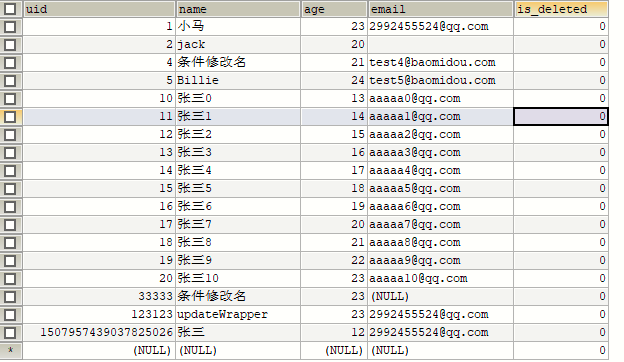 uid name age email is_deleted
1 小马 23 2992455524@qq.com 0
2 jack 20 0
4 条件修改名 21 test4@baomidou.com 0
5 Billie 24 test5@baomidou.com 0
10 张三0 13 aaaaa0@qq.com 0
11 张三1 14 aaaaa1@qq.com 0
12 张三2 15 aaaaa2@qq.com 0
13 张三3 16 aaaaa3@qq.com 0
14 张三4 17 aaaaa4@qq.com 0
15 张三5 18 aaaaa5@qq.com 0
16 张三6 19 aaaaa6@qq.com 0
17 张三7 20 aaaaa7@qq.com 0
18 张三8 21 aaaaa8@qq.com 0
19 张三9 22 aaaaa9@qq.com 0
20 张三10 23 aaaaa10@qq.com 0
33333 条件修改名 23 (NULL) 0
123123 updateWrapper 23 2992455524@qq.com 0
1507957439037825026 张三 12 2992455524@qq.com 0
* (NULL) (NULL) (NULL) (NULL) 0